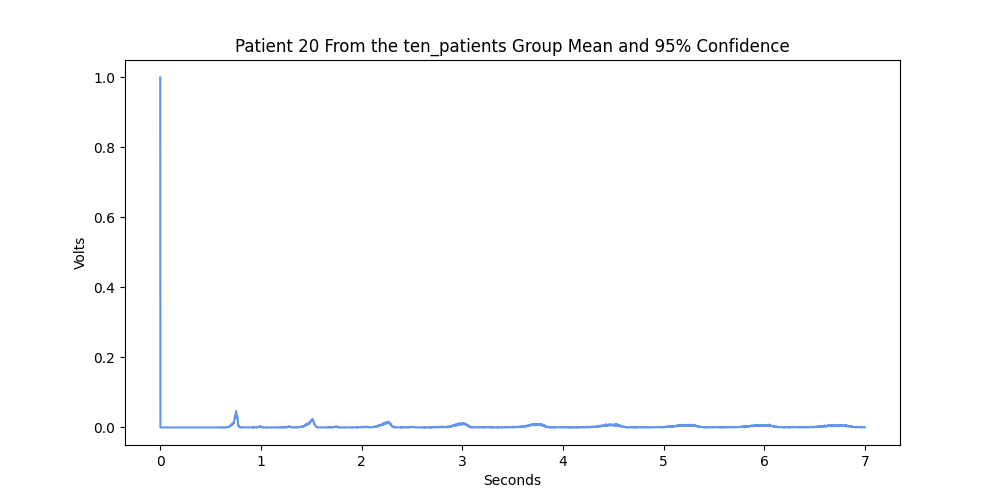 Patient 20 From the ten_patients Group Mean and 95% Confidence
1.0
0.8
0.6
0.4
0.2
0.0
Volts
0 1 2 3 4 5 6 7
Seconds